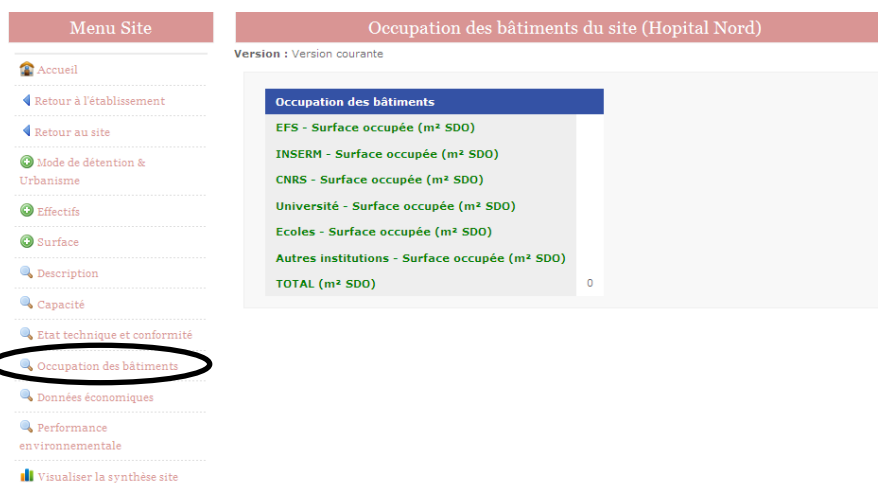 Menu Site
Accueil
Retour à l'établissement
Retour au site
Mode de détention &
Urbanisme
Effectifs
Surface
Description
Capacité
Etat technique et conformité
Occupation des bâtiments
Données économiques
Performance
environnementale
Visualiser la synthèse site
Occupation des bâtiments du site (Hopital Nord)
Version : Version courante
Occupation des bâtiments
EFS - Surface occupée (m² SDO)
INSERM - Surface occupée (m² SDO)
CNRS - Surface occupée (m² SDO)
Université - Surface occupée (m² SDO)
Ecoles - Surface occupée (m² SDO)
Autres institutions - Surface occupée (m² SDO)
TOTAL (m² SDO) 0